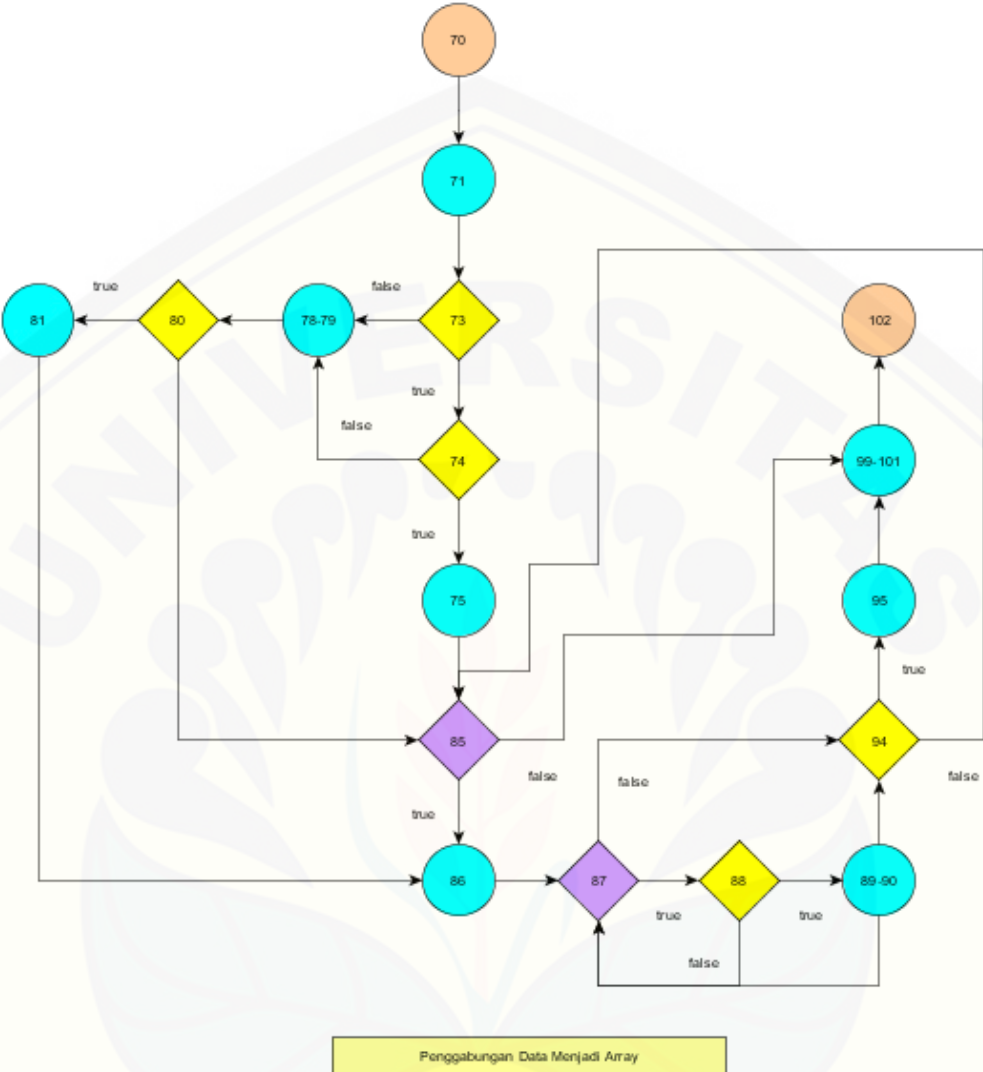 70
71
true
false
81
80
78-79
73
102
true
false
74
99-101
true
75
95
true
85
94
false
false
false
true
86
87
88
89-90
true
true
false
Penggabungan Data Menjadi Array
UNIVERSITAS